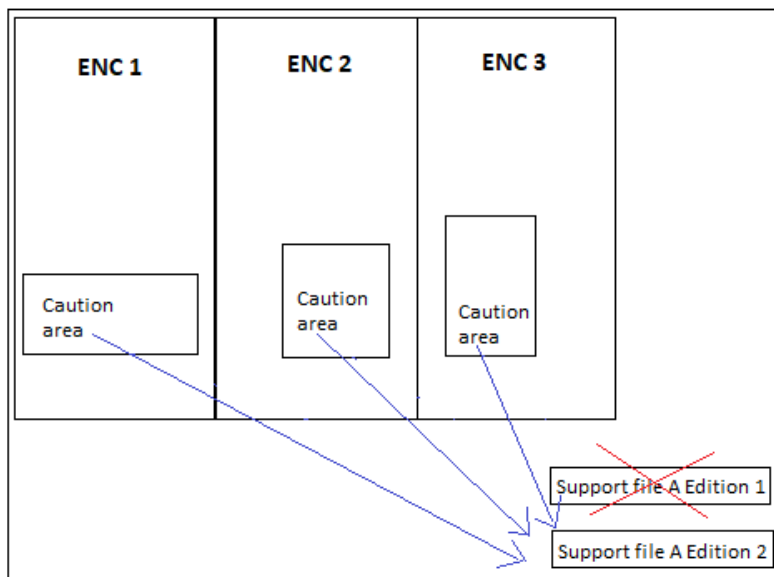 ENC 1
ENC 2
ENC 3
Caution
area
Caution
area
Caution
area
Support file A Edition 1
Support file A Edition 2